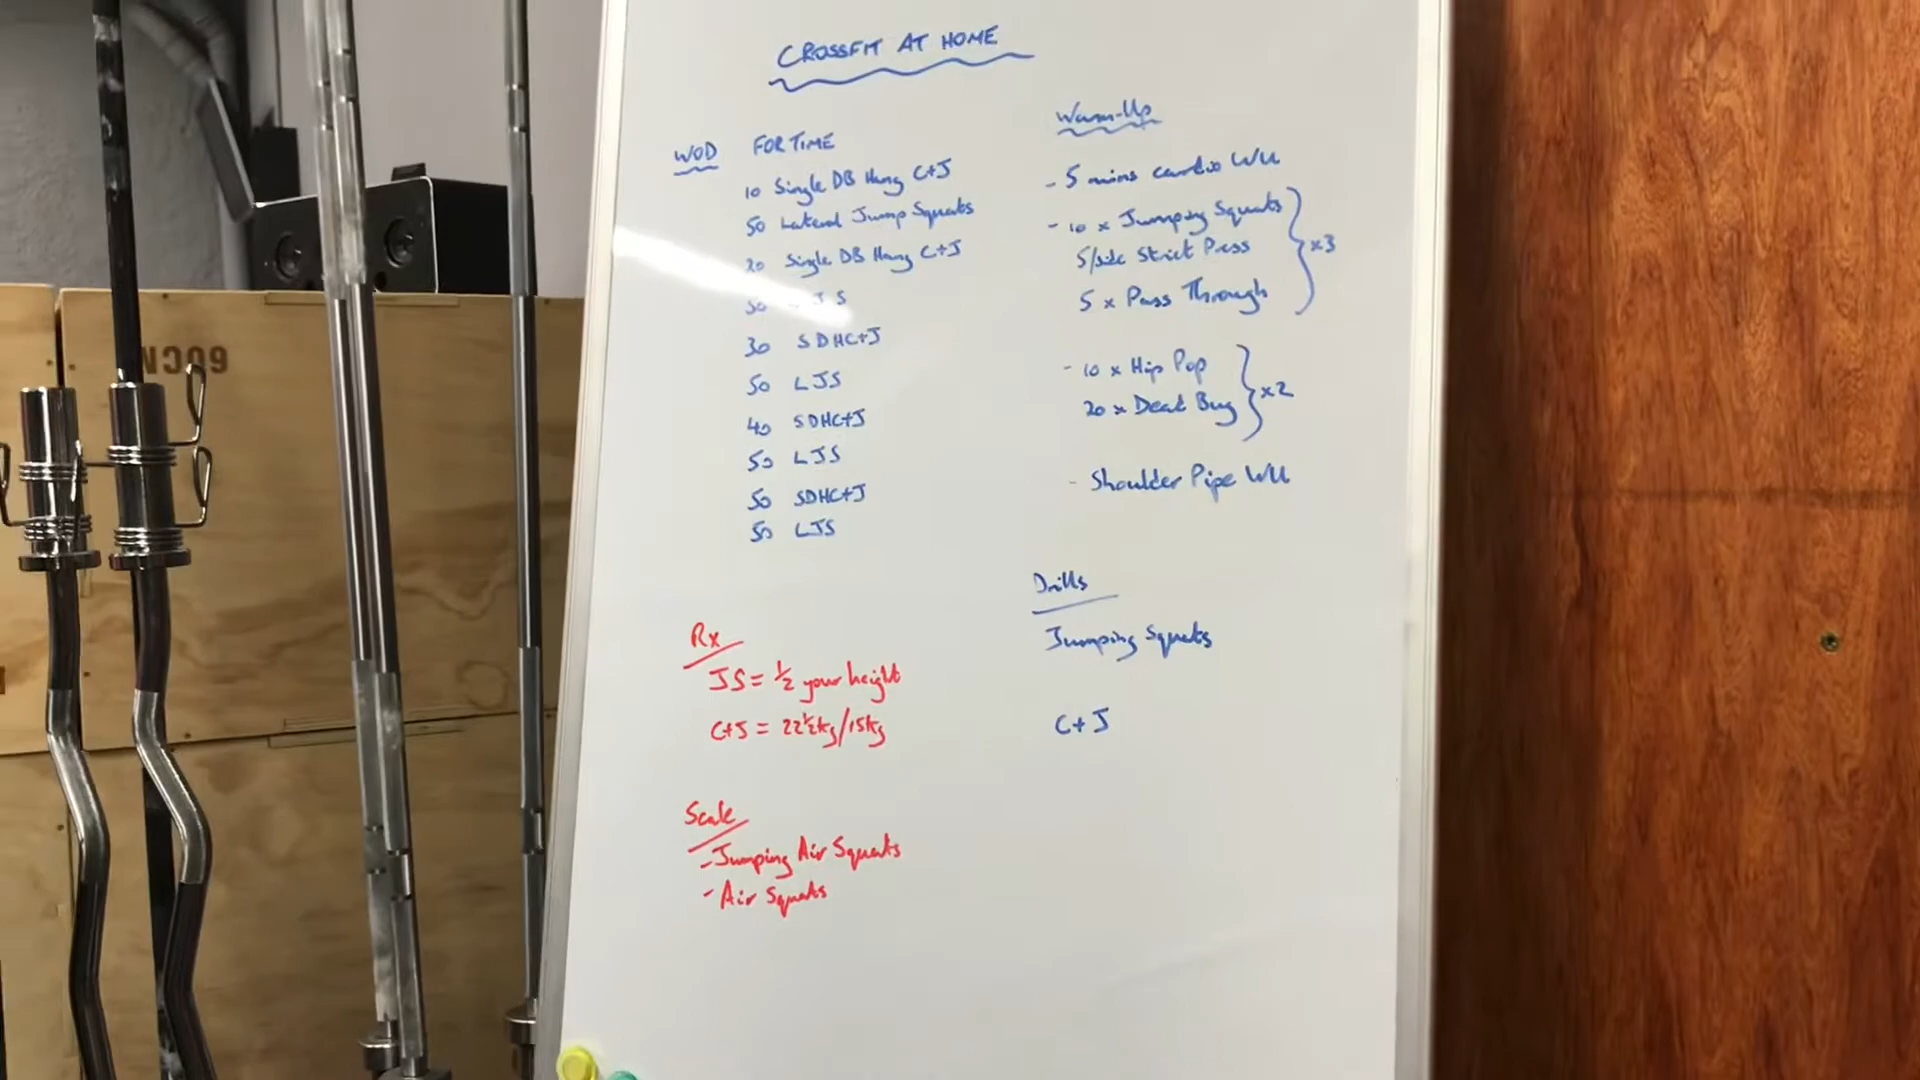 CROSSFIT AT HOME
WOD FOR TIME
10 Single DB Hang C+J
50 Lateral Jump Squats
20 Single DB Hang C+J
50 JS
30 SDHC+J
50 LJS
40 SDHC+J
50 LJS
50 SDHC+J
50 LJS
Rx
JS = ½ your height
C+J = 22½kg/15kg
Scale
- Jumping Air Squats
- Air Squats
Warm-Up
- 5 mins cardio WU
- 10 x Jumping Squats
5/side Strict Press
x3
5 x Pass Through
- 10 x Hip Pop
x2
20 x Dead Bug
- Shoulder Pipe WU
Drills
Jumping Squats
C+J